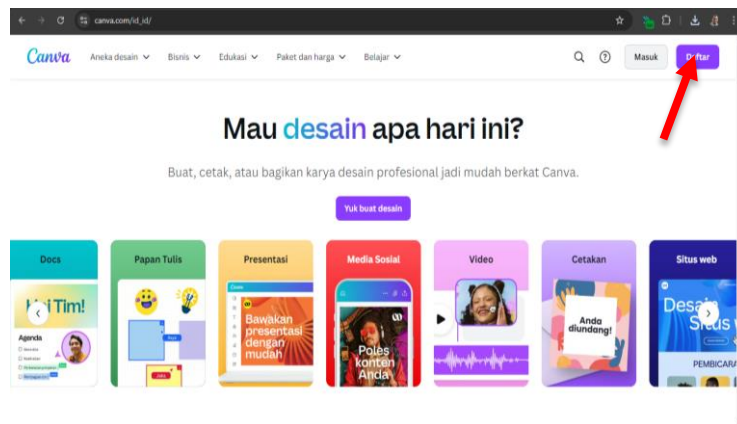 canva.com/id_id/
Canva Aneka desain Bisnis Edukasi Paket dan harga Belajar Masuk Daftar
Mau desain apa hari ini?
Buat, cetak, atau bagikan karya desain profesional jadi mudah berkat Canva.
Yuk buat desain
Docs
Papan Tulis
Presentasi
Media Sosial
Video
Cetakan
Situs web
Tim!
Agenda
Bawakan
presentasi
dengan
mudah
Poles
konten
Anda
Anda
diundang!
PEMBICARA